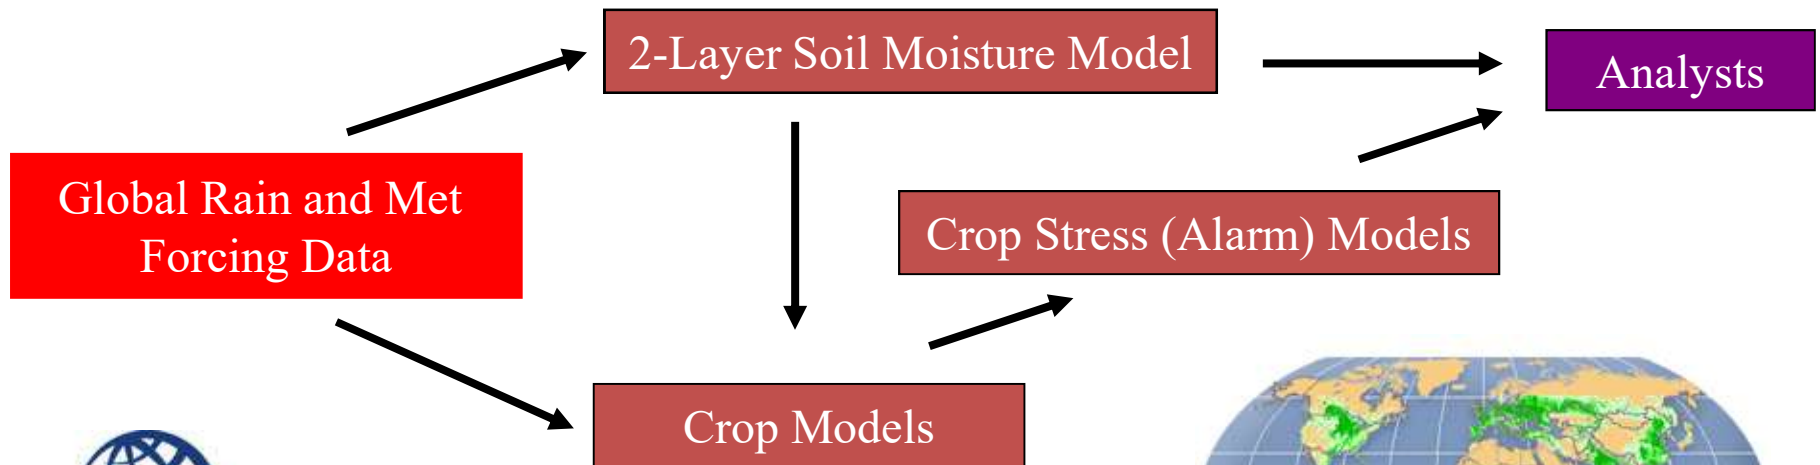 2-Layer Soil Moisture Model
Analysts
Global Rain and Met
Forcing Data
Crop Stress (Alarm) Models
Crop Models